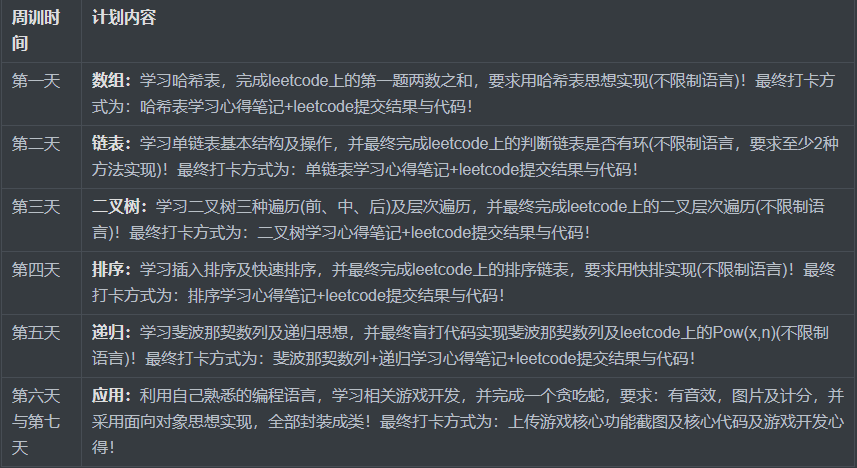 周训时间
计划内容
第一天
数组：学习哈希表，完成leetcode上的第一题两数之和，要求用哈希表思想实现(不限制语言)！最终打卡方
式为：哈希表学习心得笔记+leetcode提交结果与代码！
第二天
链表：学习单链表基本结构及操作，并最终完成leetcode上的判断链表是否有环(不限制语言，要求至少2种
方法实现)！最终打卡方式为：单链表学习心得笔记+leetcode提交结果与代码！
第三天
二叉树：学习二叉树三种遍历(前、中、后)及层次遍历，并最终完成leetcode上的二叉层次遍历(不限制语
言)！最终打卡方式为：二叉树学习心得笔记+leetcode提交结果与代码！
第四天
排序：学习插入排序及快速排序，并最终完成leetcode上的排序链表，要求用快排实现(不限制语言)！最终
打卡方式为：排序学习心得笔记+leetcode提交结果与代码！
第五天
递归：学习斐波那契数列及递归思想，并最终盲打代码实现斐波那契数列及leetcode上的Pow(x,n)(不限制
语言)！最终打卡方式为：斐波那契数列+递归学习心得笔记+leetcode提交结果与代码！
第六天
与第七
天
应用：利用自己熟悉的编程语言，学习相关游戏开发，并完成一个贪吃蛇，要求：有音效，图片及计分，并
采用面向对象思想实现，全部封装成类！最终打卡方式为：上传游戏核心功能截图及核心代码及游戏开发心
得！